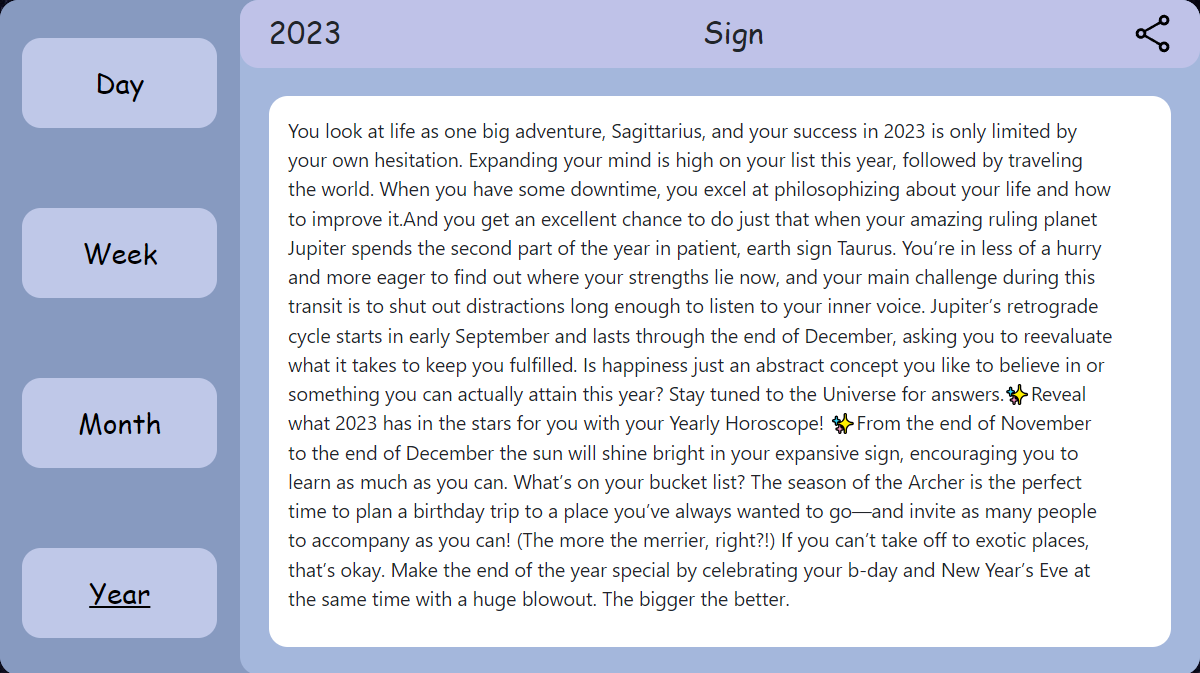 2023
Sign
Day
Week
Month
Year
You look at life as one big adventure, Sagittarius, and your success in 2023 is only limited by
your own hesitation. Expanding your mind is high on your list this year, followed by traveling
the world. When you have some downtime, you excel at philosophizing about your life and how
to improve it.And you get an excellent chance to do just that when your amazing ruling planet
Jupiter spends the second part of the year in patient, earth sign Taurus. You’re in less of a hurry
and more eager to find out where your strengths lie now, and your main challenge during this
transit is to shut out distractions long enough to listen to your inner voice. Jupiter’s retrograde
cycle starts in early September and lasts through the end of December, asking you to reevaluate
what it takes to keep you fulfilled. Is happiness just an abstract concept you like to believe in or
something you can actually attain this year? Stay tuned to the Universe for answers.✨Reveal
what 2023 has in the stars for you with your Yearly Horoscope! ✨From the end of November
to the end of December the sun will shine bright in your expansive sign, encouraging you to
learn as much as you can. What’s on your bucket list? The season of the Archer is the perfect
time to plan a birthday trip to a place you’ve always wanted to go—and invite as many people
to accompany as you can! (The more the merrier, right?!) If you can’t take off to exotic places,
that’s okay. Make the end of the year special by celebrating your b-day and New Year’s Eve at
the same time with a huge blowout. The bigger the better.